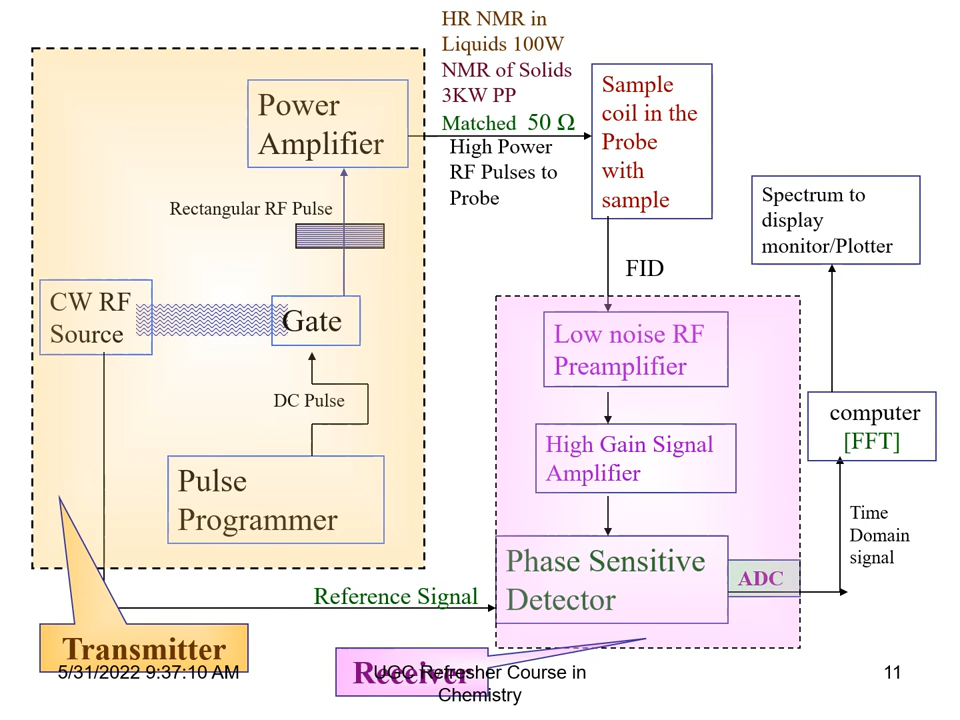 HR NMR in
Liquids 100W
NMR of Solids
3KW PP
Matched 50 Ω
High Power
RF Pulses to
Probe
Power
Amplifier
Sample
coil in the
Probe
with
sample
Rectangular RF Pulse
Spectrum to
display
monitor/Plotter
FID
CW RF
Source
Gate
Low noise RF
Preamplifier
DC Pulse
computer
[FFT]
High Gain Signal
Amplifier
Pulse
Programmer
Time
Domain
signal
Phase Sensitive
Detector
ADC
Reference Signal
Transmitter
Receiver
5/31/2022 9:37:10 AM
UGC Refresher Course in
Chemistry
11